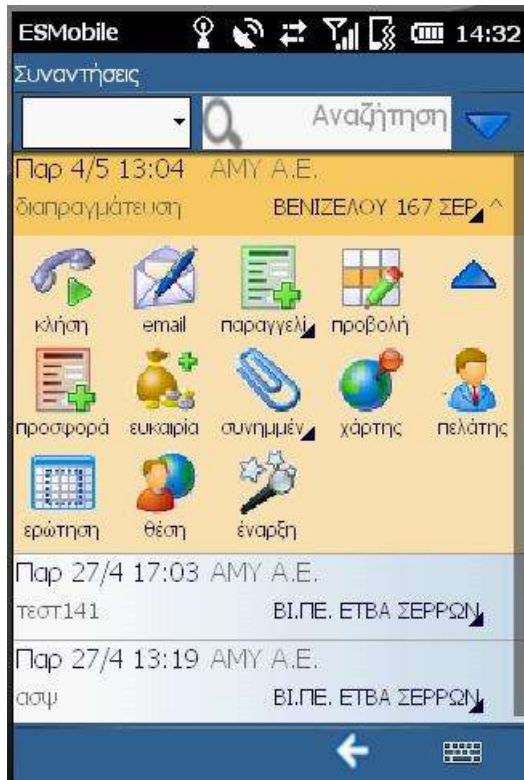 ESMobile 14:32
Συναντήσεις
Αναζήτηση
Παρ 4/5 13:04 ΑΜΥ Α.Ε.
διαπραγμάτευση ΒΕΝΙΖΕΛΟΥ 167 ΣΕΡ ^
κλήση email παραγγελί προβολή
προσφορά ευκαιρία συνημμέν χάρτης πελάτης
ερώτηση θέση έναρξη
Παρ 27/4 17:03 ΑΜΥ Α.Ε.
τεστ141 ΒΙ.ΠΕ. ΕΤΒΑ ΣΕΡΡΩΝ
Παρ 27/4 13:19 ΑΜΥ Α.Ε.
ασψ ΒΙ.ΠΕ. ΕΤΒΑ ΣΕΡΡΩΝ